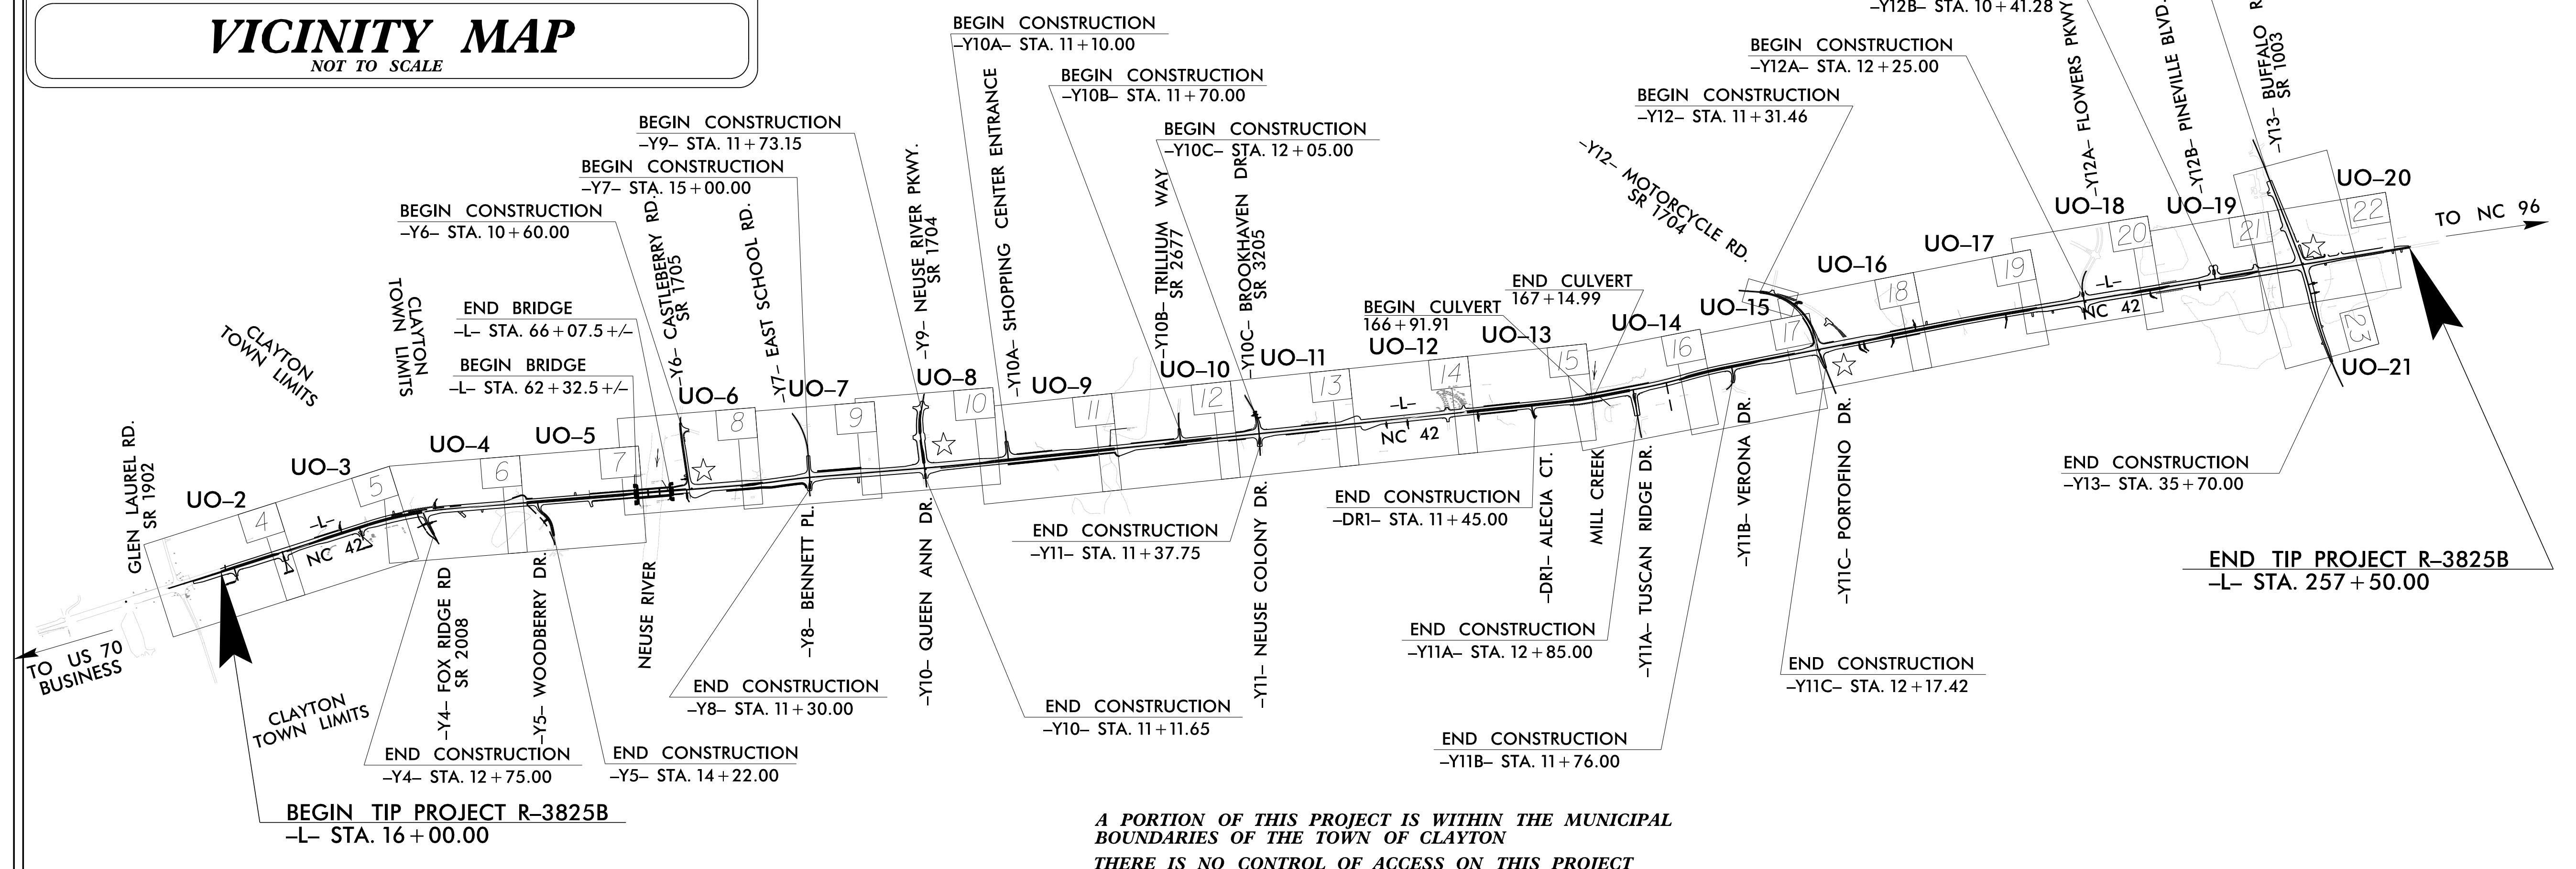 VICINITY MAP
NOT TO SCALE
BEGIN CONSTRUCTION
–Y10A– STA. 11+10.00
BEGIN CONSTRUCTION
–Y10B– STA. 11+70.00
BEGIN CONSTRUCTION
–Y10C– STA. 12+05.00
BEGIN CONSTRUCTION
–Y9– STA. 11+73.15
BEGIN CONSTRUCTION
–Y7– STA. 15+00.00
BEGIN CONSTRUCTION
–Y6– STA. 10+60.00
END BRIDGE
–L– STA. 66+07.5+/–
BEGIN BRIDGE
–L– STA. 62+32.5+/–
–Y12B– STA. 10+41.28
BEGIN CONSTRUCTION
–Y12A– STA. 12+25.00
BEGIN CONSTRUCTION
–Y12– STA. 11+31.46
END CULVERT
167+14.99
BEGIN CULVERT
166+91.91
CLAYTON
TOWN LIMITS
CLAYTON
TOWN LIMITS
GLEN LAUREL RD.
SR 1902
–Y6– CASTLEBERRY RD.
SR 1705
–Y7– EAST SCHOOL RD.
–Y9– NEUSE RIVER PKWY.
SR 1704
–Y10A– SHOPPING CENTER ENTRANCE
–Y10B– TRILLIUM WAY
SR 2677
–Y10C– BROOKHAVEN DR.
SR 3205
–Y12– MOTORCYCLE RD.
SR 1704
–Y12A– FLOWERS PKWY
–Y12B– PINEVILLE BLVD.
–Y13– BUFFALO R
SR 1003
UO–2
UO–3
UO–4
UO–5
UO–6
UO–7
UO–8
UO–9
UO–10
UO–11
UO–12
UO–13
UO–14
UO–15
UO–16
UO–17
UO–18
UO–19
UO–20
UO–21
4
5
6
7
8
9
10
11
12
13
14
15
16
17
18
19
20
21
22
23
–L–
NC 42
–L–
NC 42
–L–
NC 42
TO NC 96
TO US 70
BUSINESS
CLAYTON
TOWN LIMITS
–Y4– FOX RIDGE RD
SR 2008
–Y5– WOODBERRY DR.
NEUSE RIVER
–Y8– BENNETT PL.
–Y10– QUEEN ANN DR.
–Y11– NEUSE COLONY DR.
–DR1– ALECIA CT.
MILL CREEK
–Y11A– TUSCAN RIDGE DR.
–Y11B– VERONA DR.
–Y11C– PORTOFINO DR.
END CONSTRUCTION
–Y13– STA. 35+70.00
END CONSTRUCTION
–DR1– STA. 11+45.00
END CONSTRUCTION
–Y11– STA. 11+37.75
END CONSTRUCTION
–Y11A– STA. 12+85.00
END CONSTRUCTION
–Y11C– STA. 12+17.42
END CONSTRUCTION
–Y8– STA. 11+30.00
END CONSTRUCTION
–Y10– STA. 11+11.65
END CONSTRUCTION
–Y11B– STA. 11+76.00
END CONSTRUCTION
–Y4– STA. 12+75.00
END CONSTRUCTION
–Y5– STA. 14+22.00
END TIP PROJECT R–3825B
–L– STA. 257+50.00
BEGIN TIP PROJECT R–3825B
–L– STA. 16+00.00
A PORTION OF THIS PROJECT IS WITHIN THE MUNICIPAL
BOUNDARIES OF THE TOWN OF CLAYTON
THERE IS NO CONTROL OF ACCESS ON THIS PROJECT